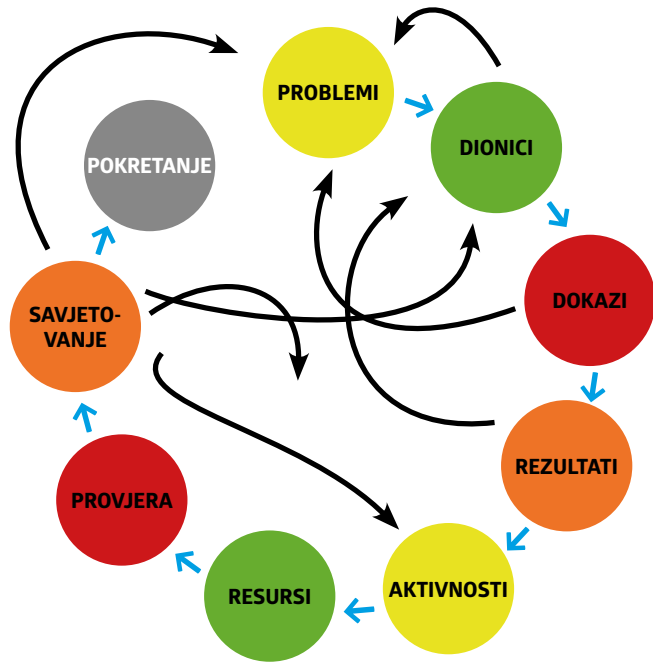 PROBLEMI
DIONICI
DOKAZI
REZULTATI
AKTIVNOSTI
RESURSI
PROVJERA
SAVJETO-
VANJE
POKRETANJE